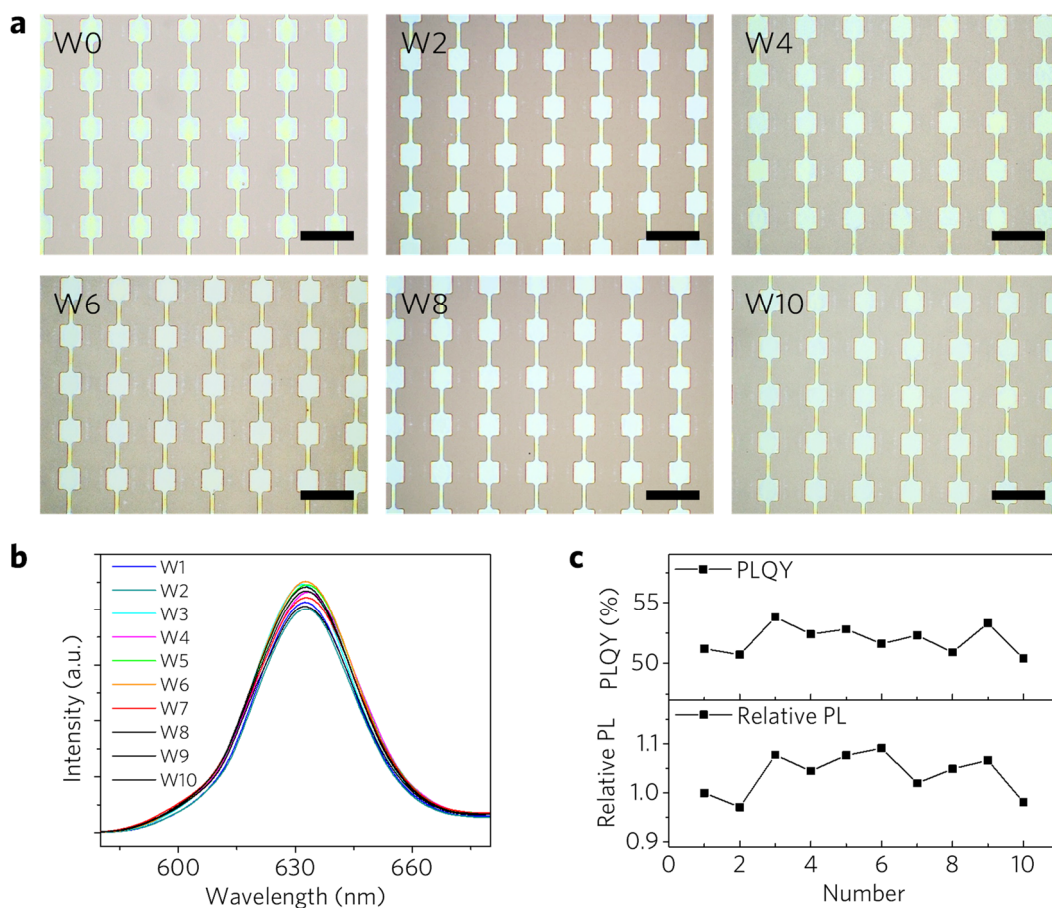 a
W0
W2
W4
W6
W8
W10
b
W1
W2
W3
W4
W5
W6
W7
W8
W9
W10
Intensity (a.u.)
600
630
660
Wavelength (nm)
c
PLQY
55
50
PLQY (%)
Relative PL
1.1
1.0
0.9
Relative PL
0
2
4
6
8
10
Number